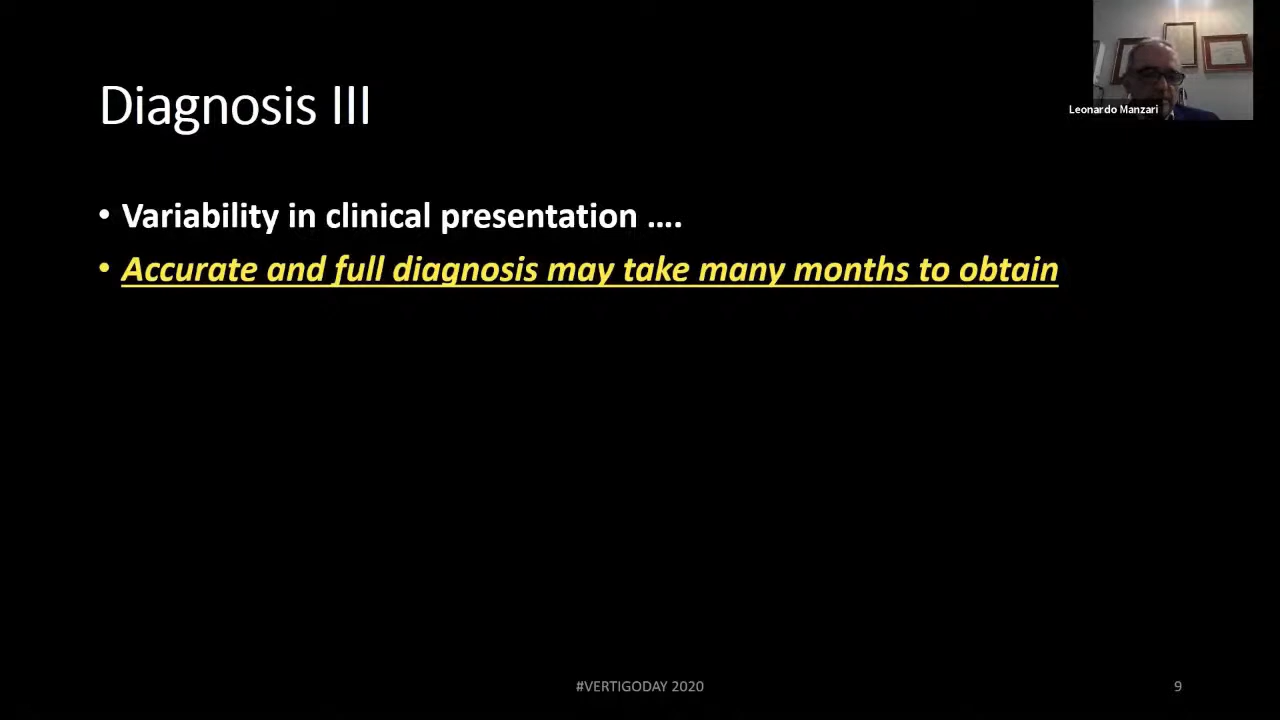 Leonardo Manzari
Diagnosis III
• Variability in clinical presentation ....
• Accurate and full diagnosis may take many months to obtain
#VERTIGODAY 2020
9